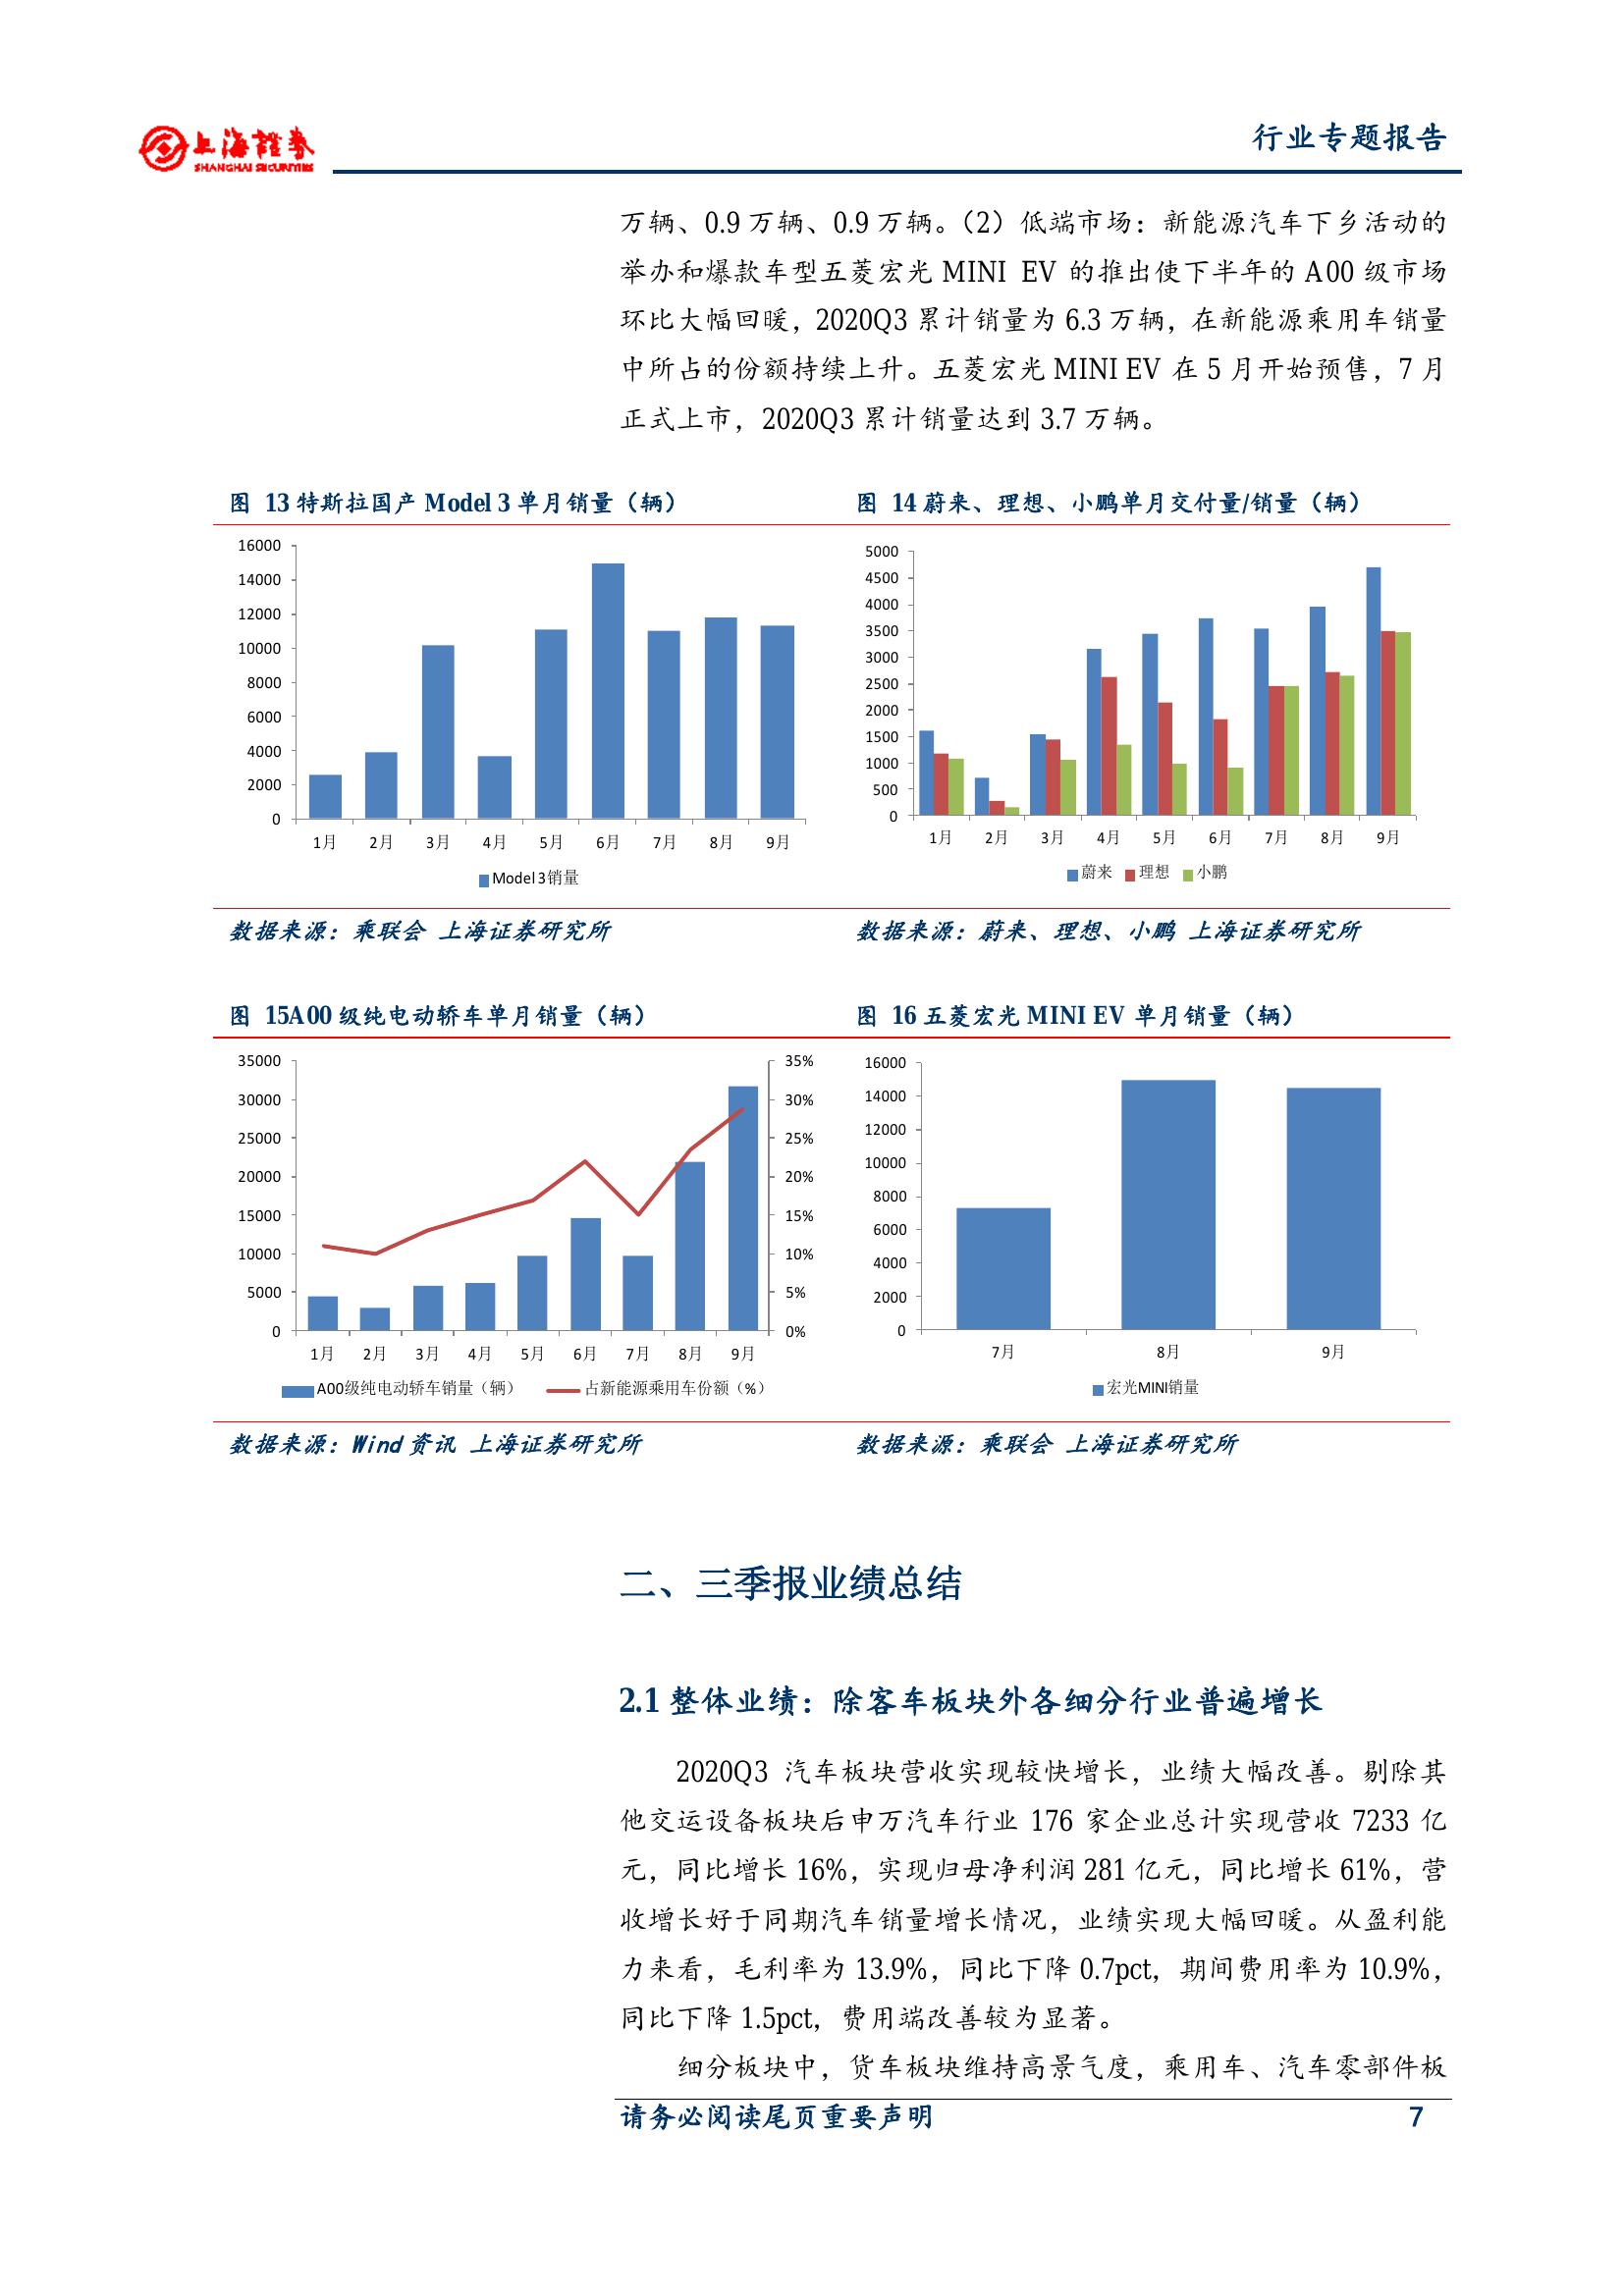 上海證券
SHANGHAI SECURITIES
行业专题报告
万辆、0.9 万辆、0.9 万辆。（2）低端市场：新能源汽车下乡活动的
举办和爆款车型五菱宏光 MINI EV 的推出使下半年的 A00 级市场
环比大幅回暖，2020Q3 累计销量为 6.3 万辆，在新能源乘用车销量
中所占的份额持续上升。五菱宏光 MINI EV 在 5 月开始预售，7 月
正式上市，2020Q3 累计销量达到 3.7 万辆。
图 13 特斯拉国产 Model 3 单月销量（辆）
16000
14000
12000
10000
8000
6000
4000
2000
0
1月 2月 3月 4月 5月 6月 7月 8月 9月
Model 3销量
数据来源：乘联会 上海证券研究所
图 14 蔚来、理想、小鹏单月交付量/销量（辆）
5000
4500
4000
3500
3000
2500
2000
1500
1000
500
0
1月 2月 3月 4月 5月 6月 7月 8月 9月
蔚来 理想 小鹏
数据来源：蔚来、理想、小鹏 上海证券研究所
图 15A00 级纯电动轿车单月销量（辆）
35000
30000
25000
20000
15000
10000
5000
0
35%
30%
25%
20%
15%
10%
5%
0%
1月 2月 3月 4月 5月 6月 7月 8月 9月
A00级纯电动轿车销量（辆） 占新能源乘用车份额（%）
数据来源：Wind 资讯 上海证券研究所
图 16 五菱宏光 MINI EV 单月销量（辆）
16000
14000
12000
10000
8000
6000
4000
2000
0
7月 8月 9月
宏光MINI销量
数据来源：乘联会 上海证券研究所
二、三季报业绩总结
2.1 整体业绩：除客车板块外各细分行业普遍增长
2020Q3 汽车板块营收实现较快增长，业绩大幅改善。剔除其
他交运设备板块后申万汽车行业 176 家企业总计实现营收 7233 亿
元，同比增长 16%，实现归母净利润 281 亿元，同比增长 61%，营
收增长好于同期汽车销量增长情况，业绩实现大幅回暖。从盈利能
力来看，毛利率为 13.9%，同比下降 0.7pct，期间费用率为 10.9%，
同比下降 1.5pct，费用端改善较为显著。
细分板块中，货车板块维持高景气度，乘用车、汽车零部件板
请务必阅读尾页重要声明
7